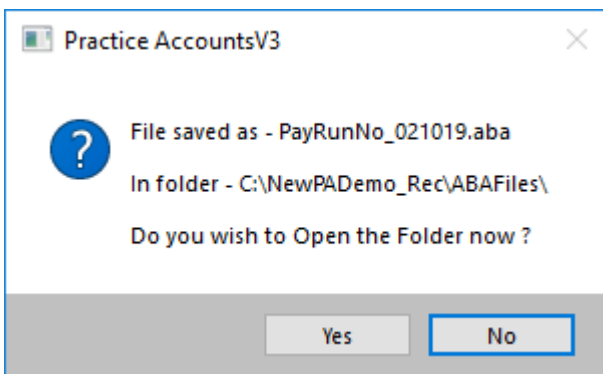 Practice AccountsV3
File saved as - PayRunNo_021019.aba
In folder - C:\NewPADemo_Rec\ABAFiles\
Do you wish to Open the Folder now ?
Yes
No